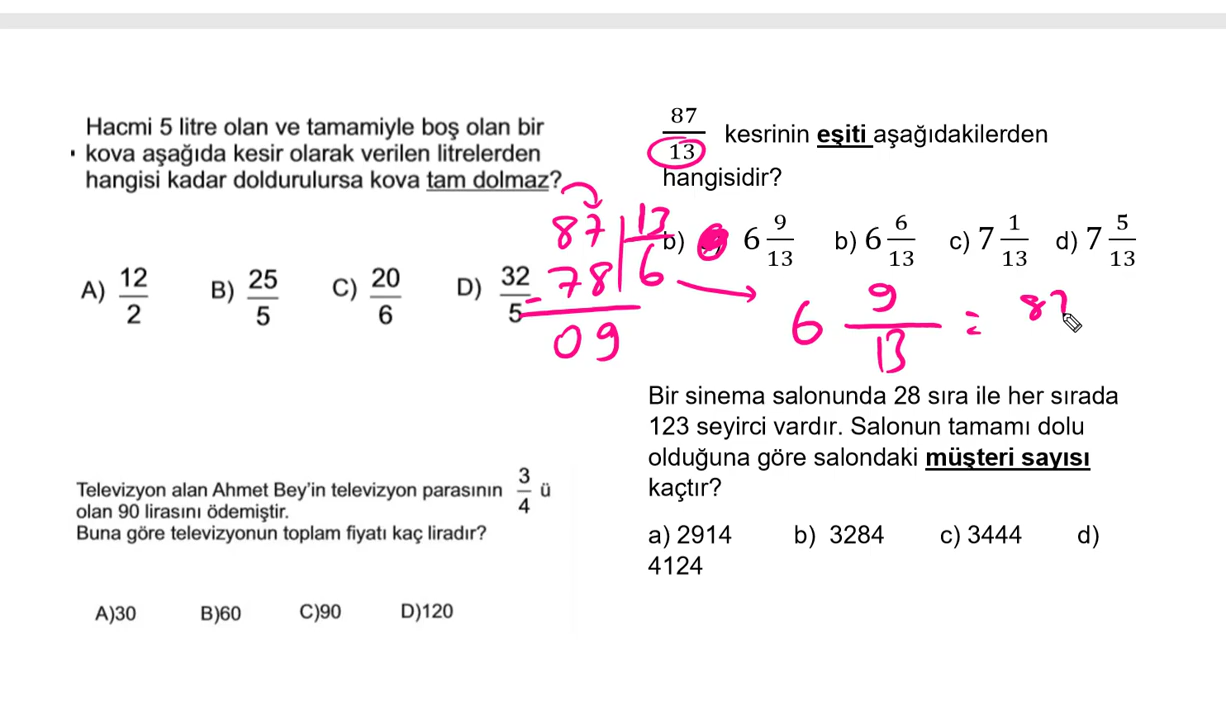 Hacmi 5 litre olan ve tamamiyle boş olan bir
kova aşağıda kesir olarak verilen litrelerden
hangisi kadar doldurulursa kova tam dolmaz?
A) 12/2 B) 25/5 C) 20/6 D) 32/5
Televizyon alan Ahmet Bey'in televizyon parasının 3/4 ü
olan 90 lirasını ödemiştir.
Buna göre televizyonun toplam fiyatı kaç liradır?
A)30 B)60 C)90 D)120
87/13 kesrinin eşiti aşağıdakilerden
hangisidir?
b) 6 9/13 b) 6 6/13 c) 7 1/13 d) 7 5/13
87 | 13
- 78 | 6
09
6 9/13 = 87
Bir sinema salonunda 28 sıra ile her sırada
123 seyirci vardır. Salonun tamamı dolu
olduğuna göre salondaki müşteri sayısı
kaçtır?
a) 2914 b) 3284 c) 3444 d)
4124